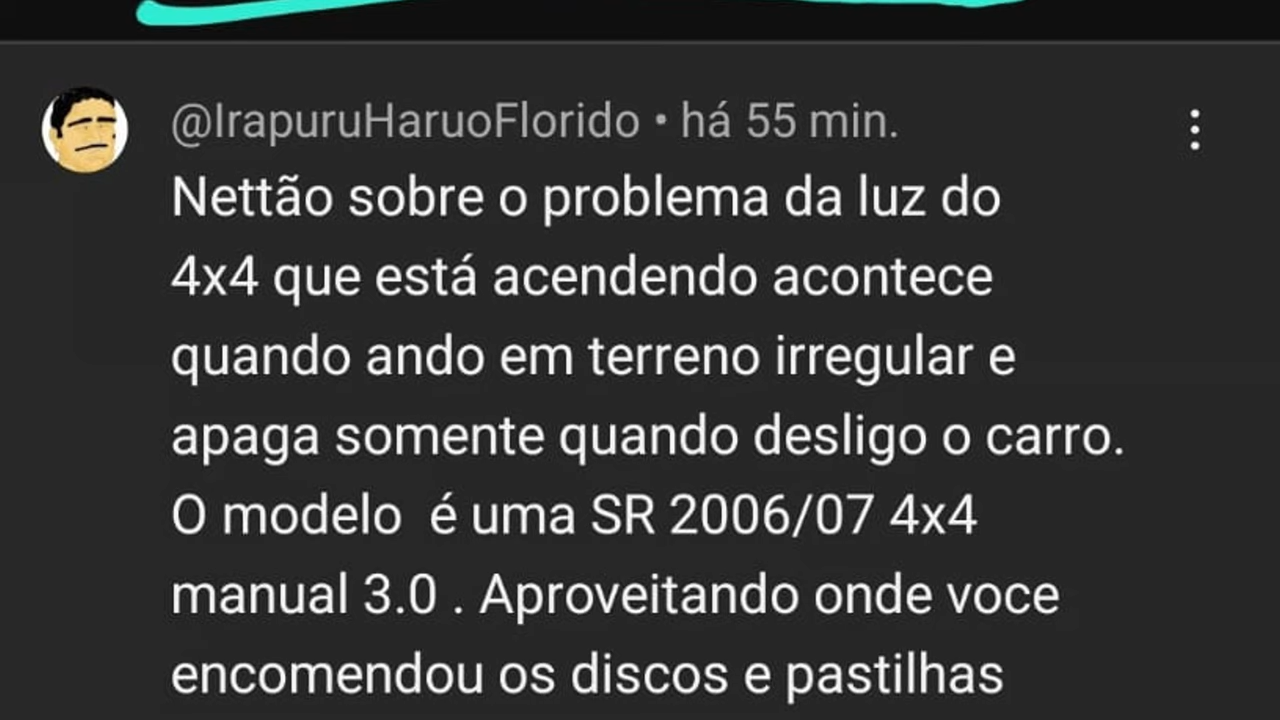 @IrapuruHaruoFlorido • há 55 min.
Nettão sobre o problema da luz do
4x4 que está acendendo acontece
quando ando em terreno irregular e
apaga somente quando desligo o carro.
O modelo  é uma SR 2006/07 4x4
manual 3.0 . Aproveitando onde voce
encomendou os discos e pastilhas